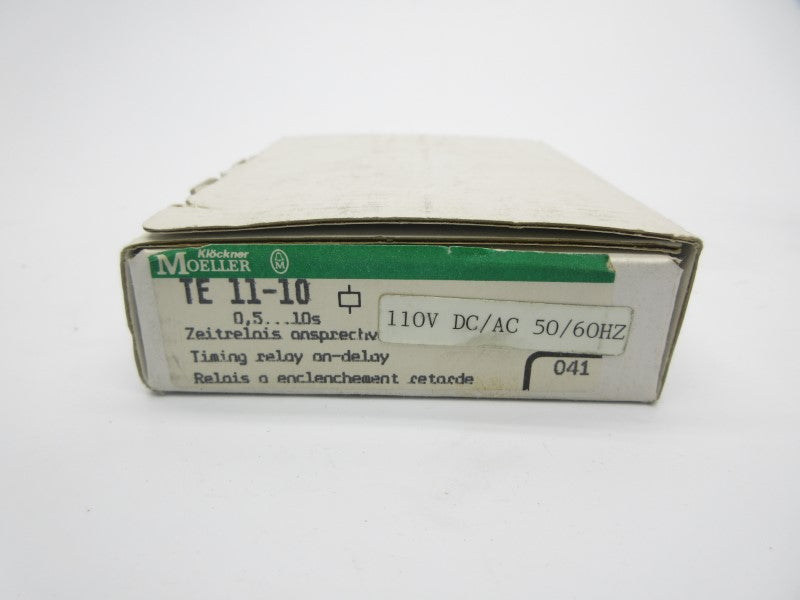 Klöckner
MOELLER
TE 11-10
0,5...10s
110V DC/AC 50/60HZ
Zeitrelais
Timing relay on-delay
041
Relais a enclenchement retarde